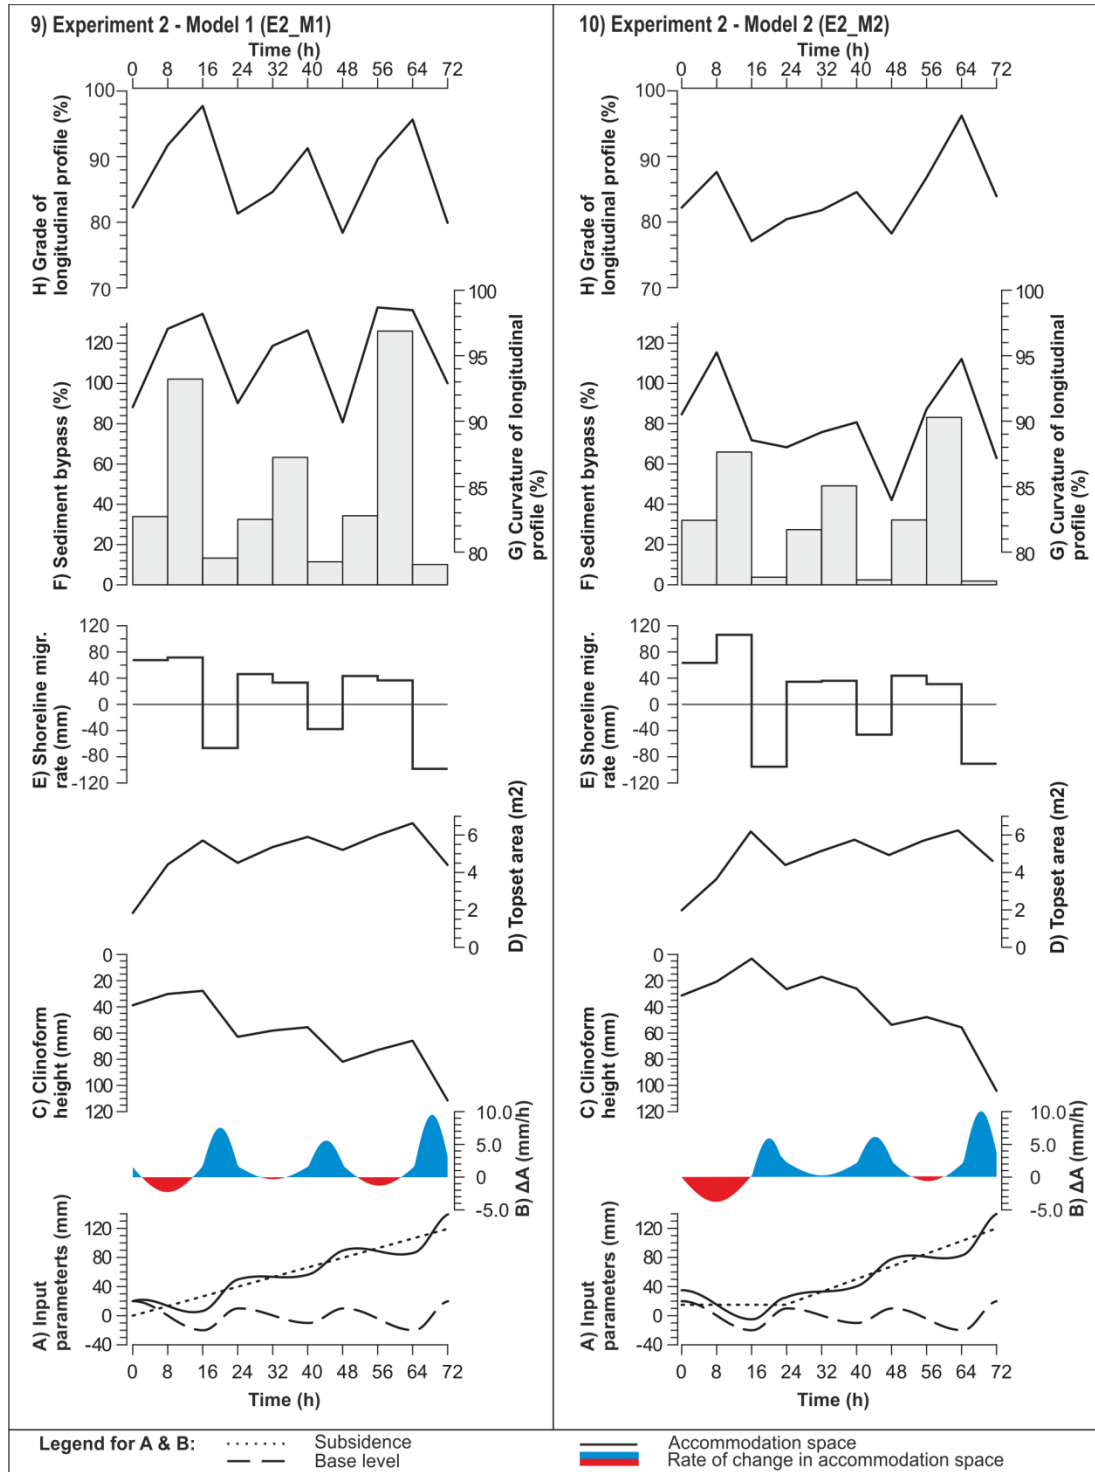 9) Experiment 2 - Model 1 (E2_M1)
Time (h)
0 8 16 24 32 40 48 56 64 72
100
90
80
70
H) Grade of
longitudinal profile (%)
100
95
90
85
80
G) Curvature of longitudinal
profile (%)
120
100
80
60
40
20
0
F) Sediment bypass (%)
120
80
40
0
-40
-80
-120
E) Shoreline migr.
rate (mm)
6
4
2
0
D) Topset area (m2)
0
20
40
60
80
100
120
C) Clinoform
height (mm)
10.0
5.0
0
-5.0
B) ΔA (mm/h)
120
80
40
0
-40
A) Input
parameterts (mm)
0 8 16 24 32 40 48 56 64 72
Time (h)
10) Experiment 2 - Model 2 (E2_M2)
Time (h)
0 8 16 24 32 40 48 56 64 72
100
90
80
70
H) Grade of
longitudinal profile (%)
100
95
90
85
80
G) Curvature of longitudinal
profile (%)
120
100
80
60
40
20
0
F) Sediment bypass (%)
120
80
40
0
-40
-80
-120
E) Shoreline migr.
rate (mm)
6
4
2
0
D) Topset area (m2)
0
20
40
60
80
100
120
C) Clinoform
height (mm)
10.0
5.0
0
-5.0
B) ΔA (mm/h)
120
80
40
0
-40
A) Input
parameters (mm)
0 8 16 24 32 40 48 56 64 72
Time (h)
Legend for A & B:
Subsidence
Base level
Accommodation space
Rate of change in accommodation space